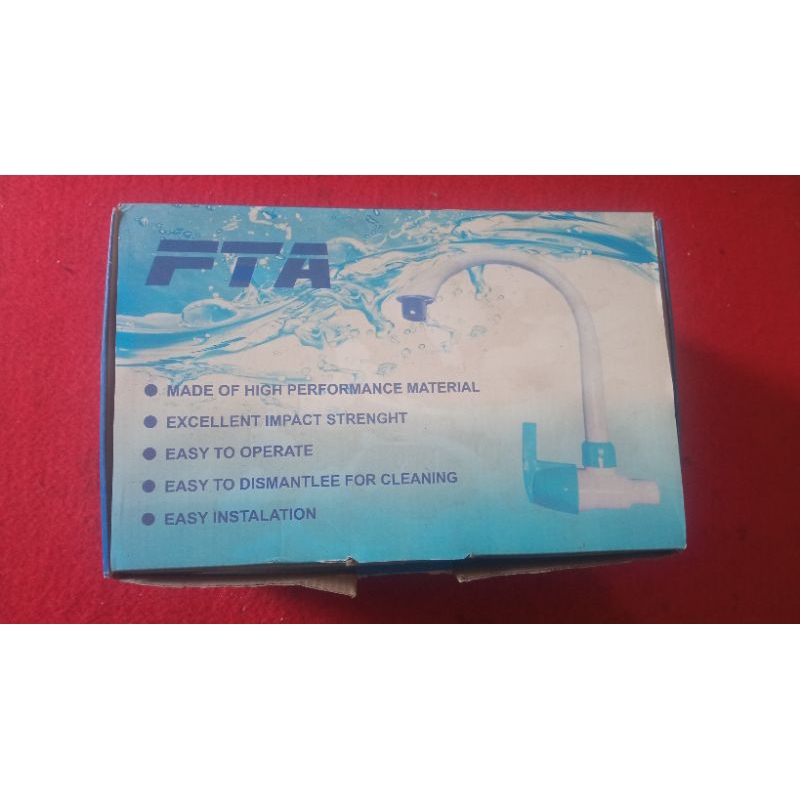 FTA
MADE OF HIGH PERFORMANCE MATERIAL
EXCELLENT IMPACT STRENGHT
EASY TO OPERATE
EASY TO DISMANTLEE FOR CLEANING
EASY INSTALATION